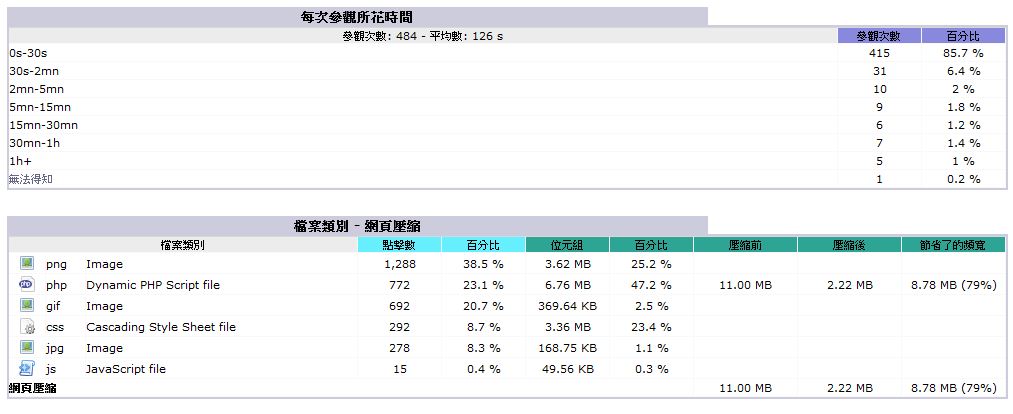 每次參觀所花時間
參觀次數: 484 - 平均數: 126 s 參觀次數 百分比
0s-30s 415 85.7 %
30s-2mn 31 6.4 %
2mn-5mn 10 2 %
5mn-15mn 9 1.8 %
15mn-30mn 6 1.2 %
30mn-1h 7 1.4 %
1h+ 5 1 %
無法得知 1 0.2 %
檔案類別 - 網頁壓縮
檔案類別 點擊數 百分比 位元組 百分比 壓縮前 壓縮後 節省了的頻寬
png Image 1,288 38.5 % 3.62 MB 25.2 %
php php Dynamic PHP Script file 772 23.1 % 6.76 MB 47.2 % 11.00 MB 2.22 MB 8.78 MB (79%)
gif Image 692 20.7 % 369.64 KB 2.5 %
css Cascading Style Sheet file 292 8.7 % 3.36 MB 23.4 %
jpg Image 278 8.3 % 168.75 KB 1.1 %
js JavaScript file 15 0.4 % 49.56 KB 0.3 %
網頁壓縮 11.00 MB 2.22 MB 8.78 MB (79%)